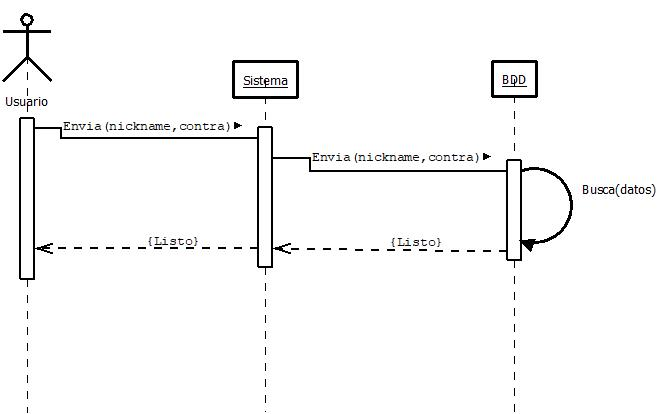 Usuario
Sistema
BDD
Envia(nickname,contra)
Envia(nickname,contra)
Busca(datos)
{Listo}
{Listo}